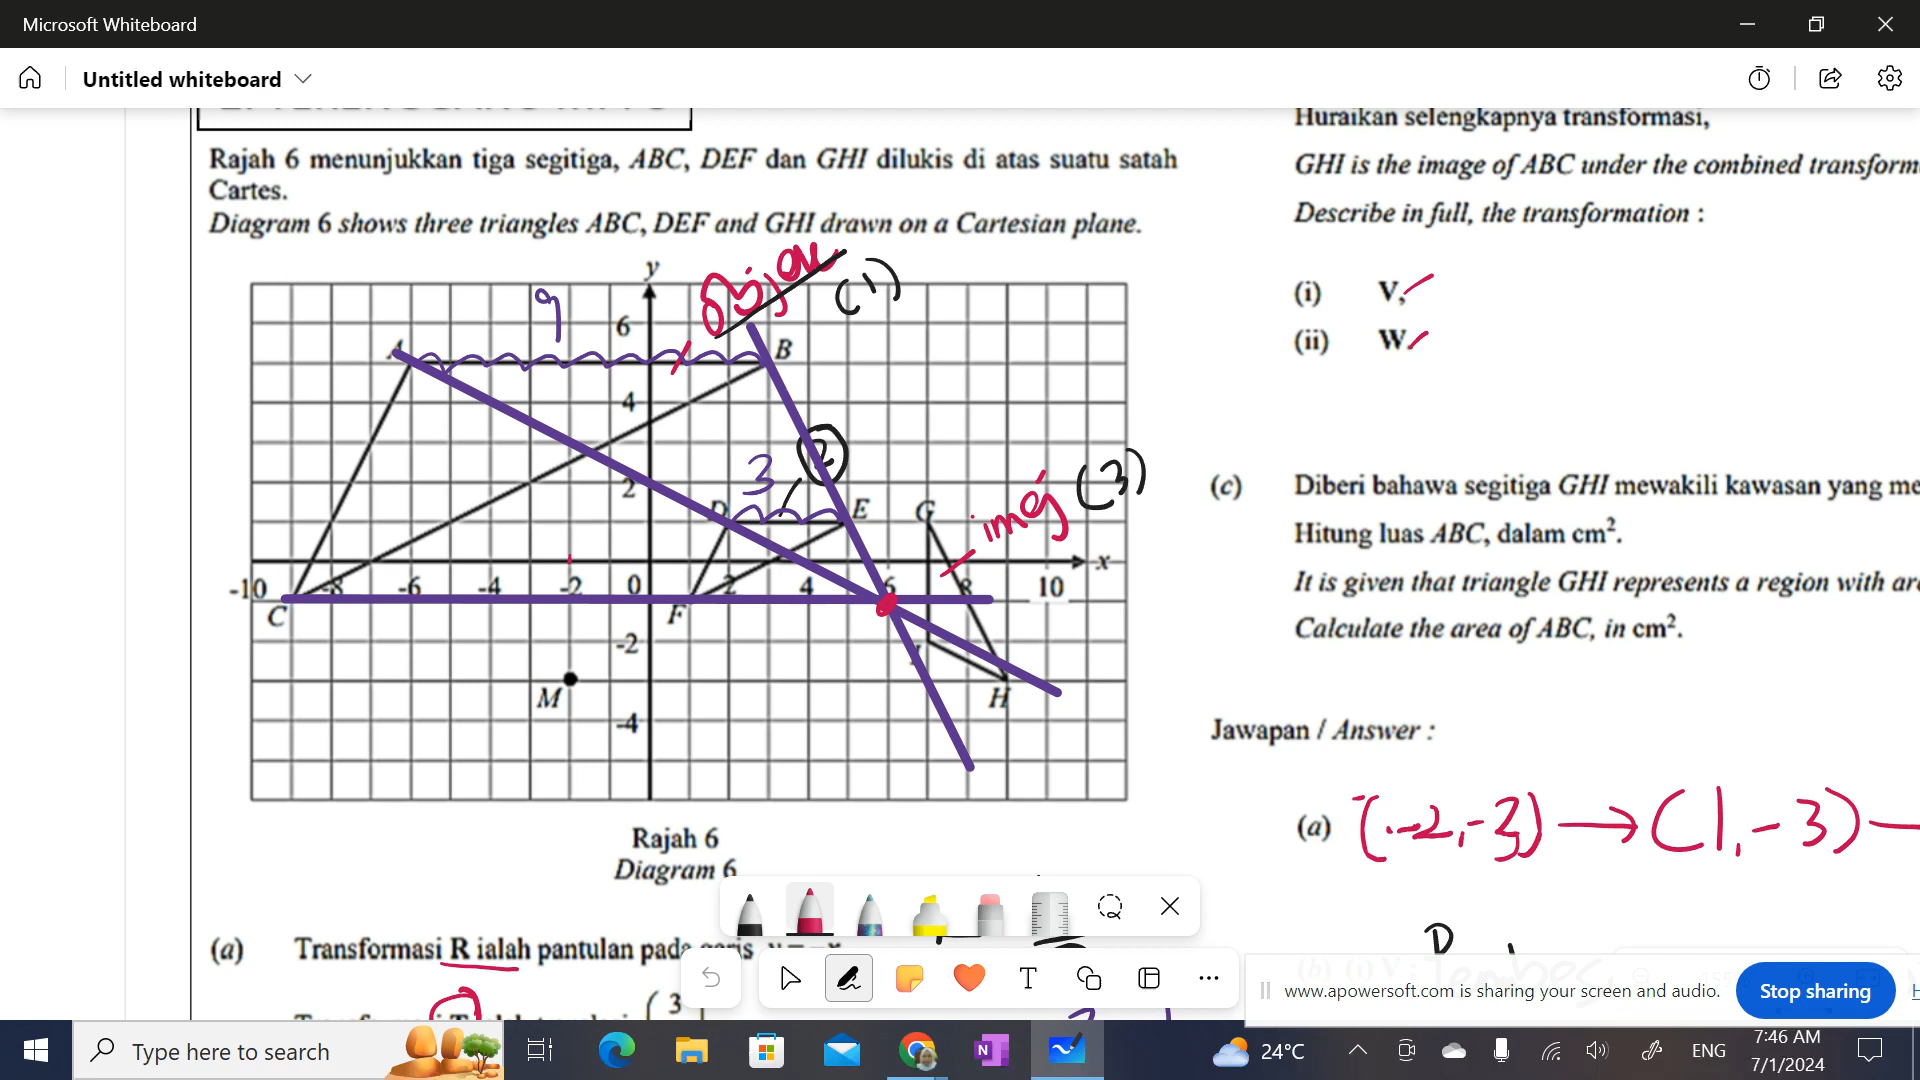 Microsoft Whiteboard
Untitled whiteboard
Rajah 6 menunjukkan tiga segitiga, ABC, DEF dan GHI dilukis di atas suatu satah
Cartes.
Diagram 6 shows three triangles ABC, DEF and GHI drawn on a Cartesian plane.
y
9
objek
(1)
6
A
B
4
3
2
2
D
E
G
imej
(3)
x
-10
-8
-6
-4
-2
0
2
4
6
8
10
C
F
-2
I
M
H
-4
Rajah 6
Diagram 6
(a) Transformasi R ialah pantulan pada
3
Huraikan selengkapnya transformasi,
GHI is the image of ABC under the combined transform
Describe in full, the transformation :
(i) V,
(ii) W.
(c) Diberi bahawa segitiga GHI mewakili kawasan yang me
Hitung luas ABC, dalam cm².
It is given that triangle GHI represents a region with are
Calculate the area of ABC, in cm².
Jawapan / Answer :
(a) (-2,-3) → (1,-3)
www.apowersoft.com is sharing your screen and audio.
Stop sharing
Type here to search
24°C
ENG
7:46 AM
7/1/2024